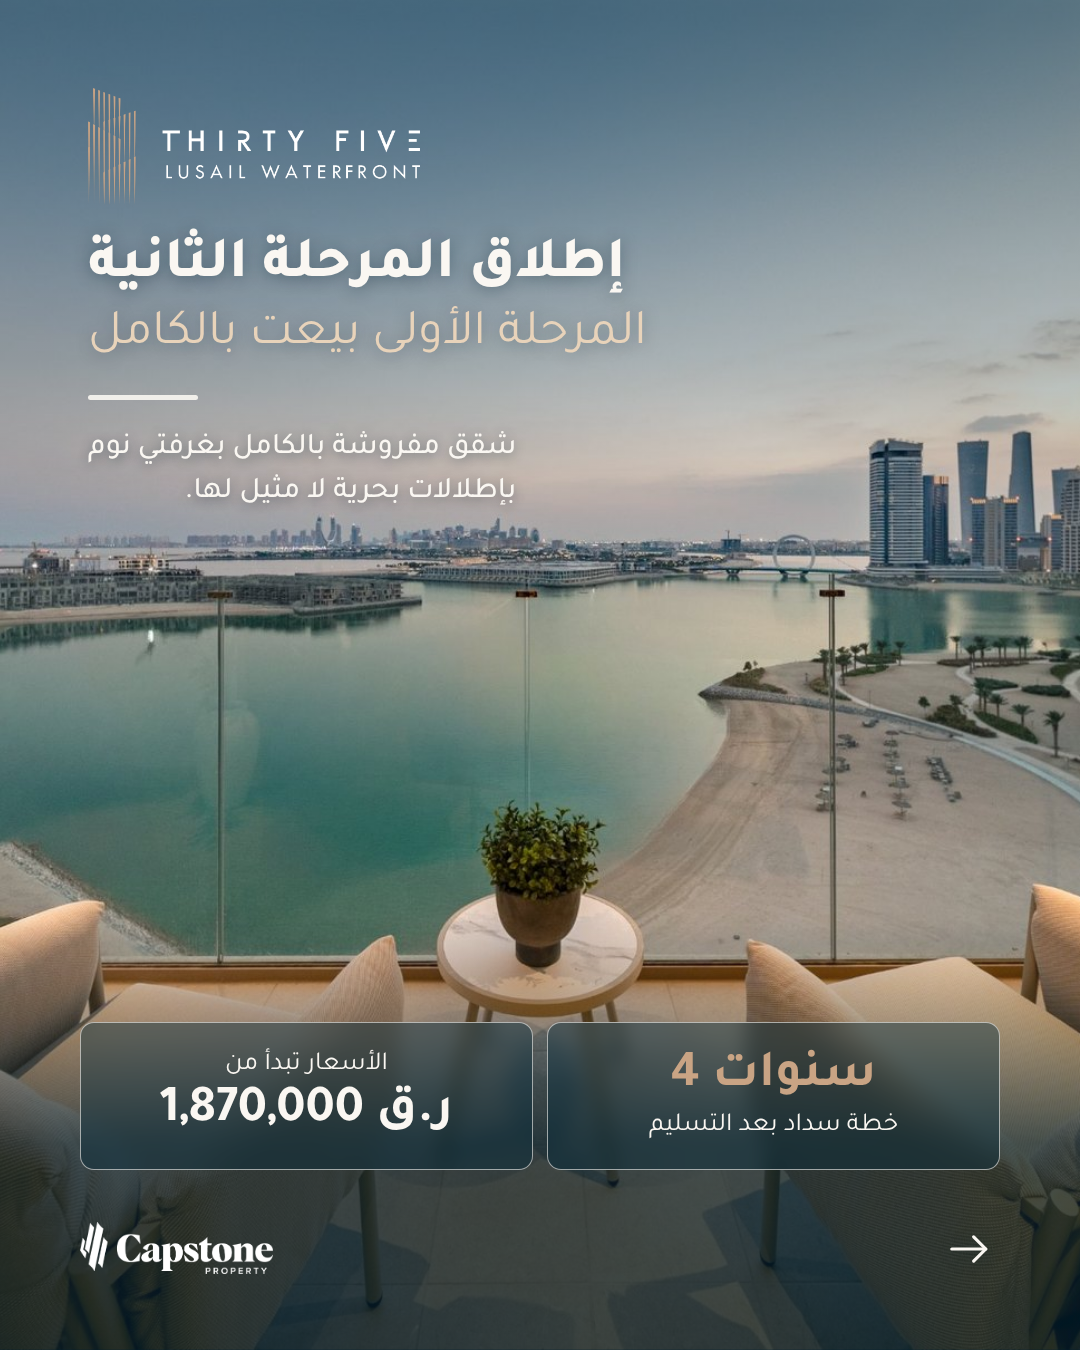 THIRTY FIVE
LUSAIL WATERFRONT
إطلاق المرحلة الثانية
المرحلة الأولى بيعت بالكامل
شقق مفروشة بالكامل بغرفتي نوم
بإطلالات بحرية لا مثيل لها.
سنوات 4
خطة سداد بعد التسليم
الأسعار تبدأ من
ر.ق 1,870,000
Capstone
PROPERTY